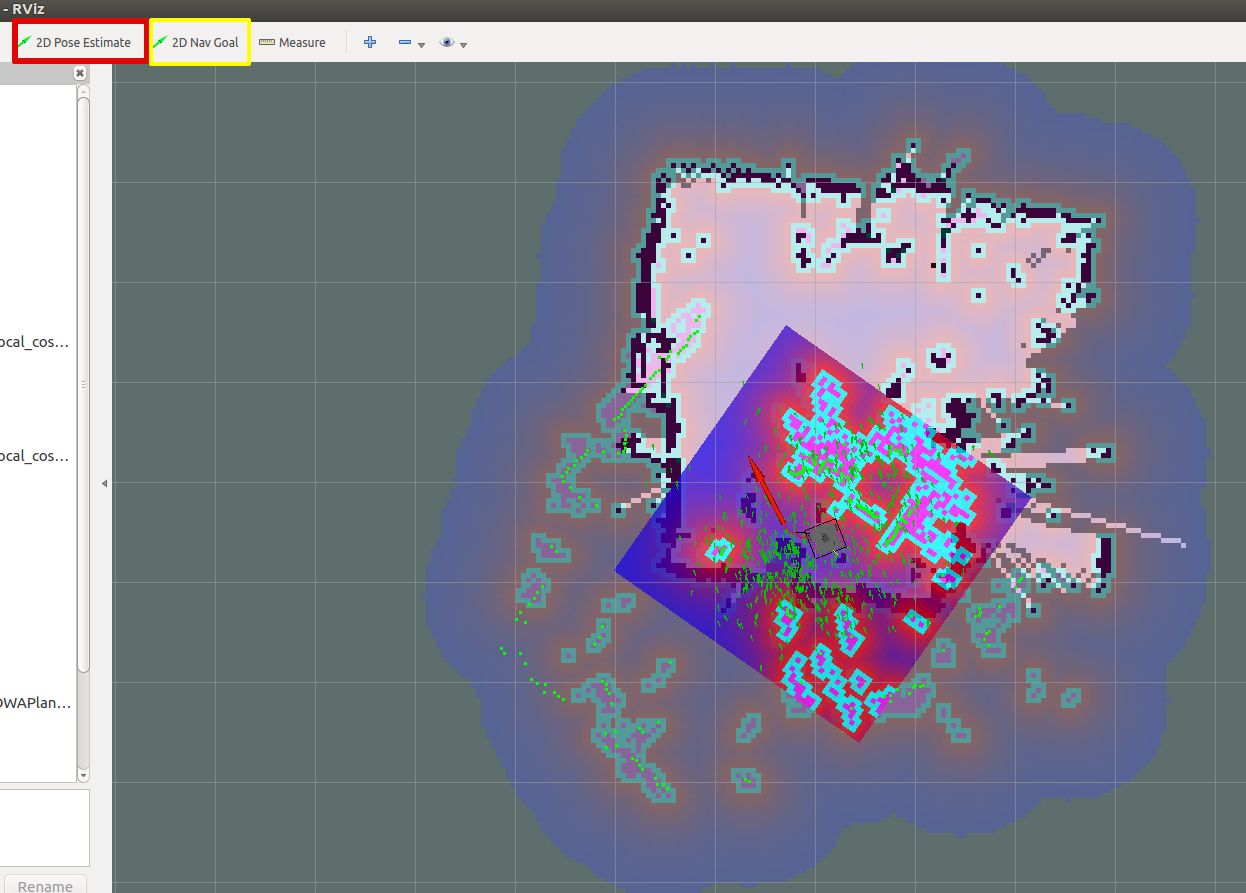 - RViz
2D Pose Estimate 2D Nav Goal Measure
ocal_cos...
ocal_cos...
DWAPlan...
Rename